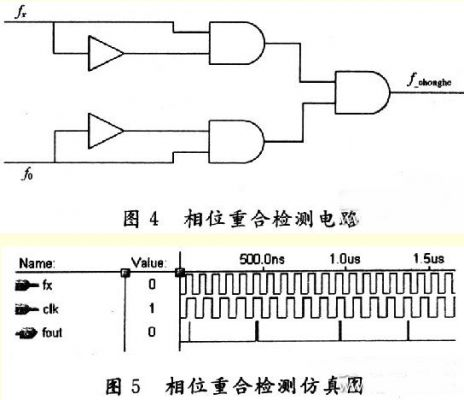 fx
f_chonghe
f0
图 4 相位重合检测电路
500.0ns 1.0us 1.5us
Name: Value:
fx 0
clk 1
fout 0
图 5 相位重合检测仿真图